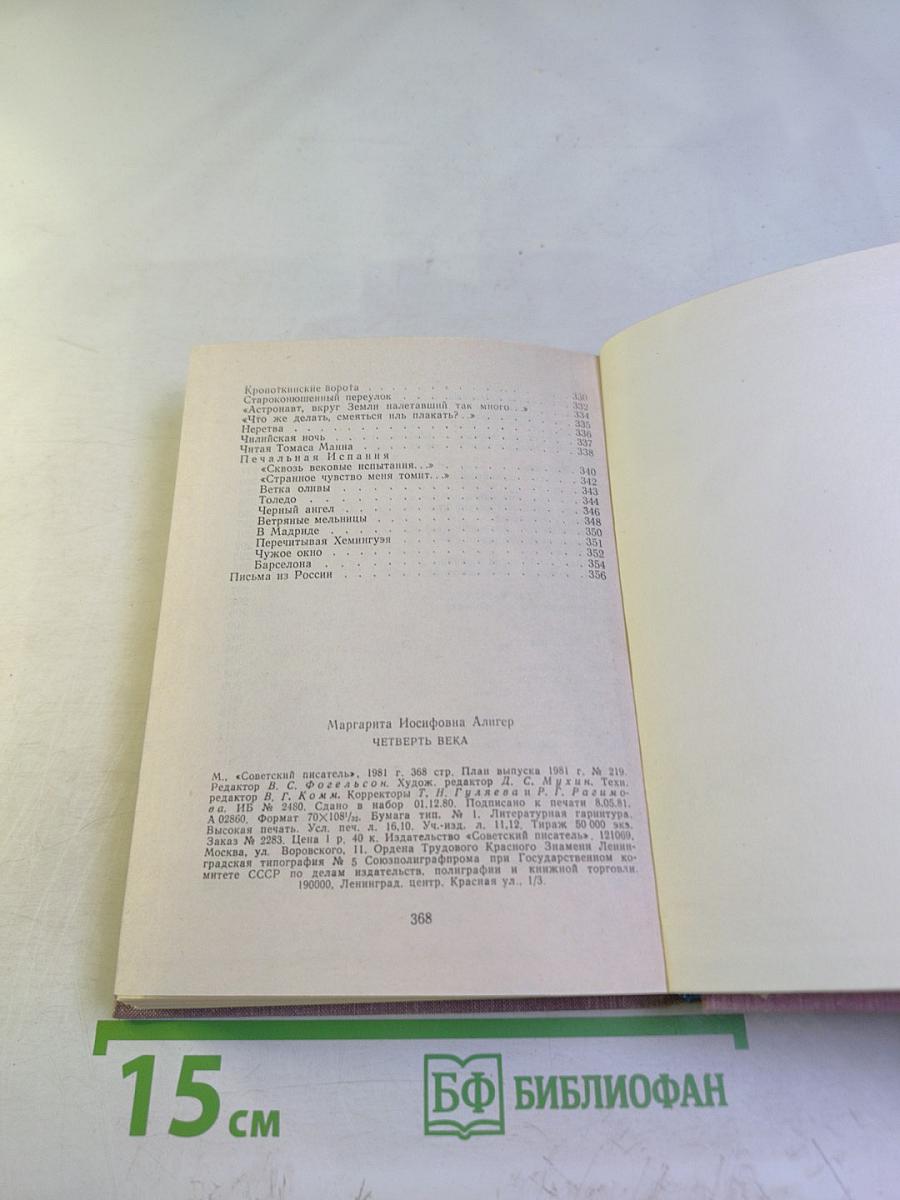 Кропоткинские ворота . . . . . . . . . . 330
Староконюшенный переулок . . . . . . . . 332
«Астронавт, вкруг Земли налетавший так много. . .» 334
«Что же делать, смеяться иль плакать?. .» . . . . 335
Неретва . . . . . . . . . . . . . 336
Чилийская ночь . . . . . . . . . . . 337
Читая Томаса Манна . . . . . . . . . . 338
Печальная Испания
«Сквозь вековые испытания. . .» . . . . . . . 340
«Странное чувство меня томит. . .» . . . . . . 342
Ветка оливы . . . . . . . . . . . 343
Толедо . . . . . . . . . . . . 344
Черный ангел . . . . . . . . . . . 346
Ветряные мельницы . . . . . . . . . 348
В Мадриде . . . . . . . . . . . . 350
Перечитывая Хемингуэя . . . . . . . . 351
Чужое окно . . . . . . . . . . . 352
Барселона . . . . . . . . . . . . 354
Письма из России . . . . . . . . . . . 356
Маргарита Иосифовна Алигер
ЧЕТВЕРТЬ ВЕКА
М., «Советский писатель», 1981 г. 368 стр. План выпуска 1981 г. № 219.
Редактор В. С. Фогельсон. Худож. редактор Д. С. Мухин. Техн.
редактор В. Г. Комм. Корректоры Т. Н. Гуляева и Р. Г. Рагимо-
ва. ИБ № 2480. Сдано в набор 01.12.80. Подписано к печати 8.05.81.
А 02860. Формат 70×108¹/₃₂. Бумага тип. № 1. Литературная гарнитура.
Высокая печать. Усл. печ. л. 16,10. Уч.-изд. л. 11,12. Тираж 50 000 экз.
Заказ № 2283. Цена 1 р. 40 к. Издательство «Советский писатель» 121069,
Москва, ул. Воровского, 11. Ордена Трудового Красного Знамени Ленин-
градская типография № 5 Союзполиграфпрома при Государственном ко-
митете СССР по делам издательств, полиграфии и книжной торговли.
190000, Ленинград, центр, Красная ул., 1/3.
368
15 см
БФ БИБЛИОФАН